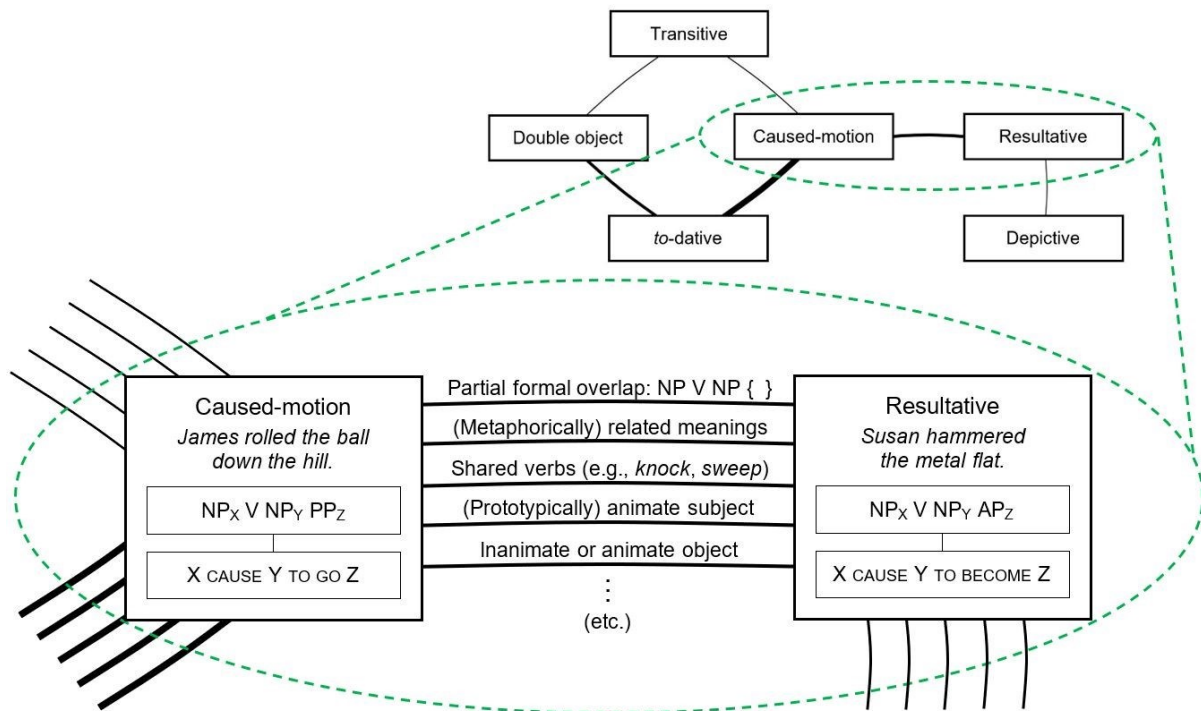 Transitive
Double object
Caused-motion
Resultative
to-dative
Depictive
Caused-motion
James rolled the ball
down the hill.
NPX V NPY PPZ
X CAUSE Y TO GO Z
Partial formal overlap: NP V NP { }
(Metaphorically) related meanings
Shared verbs (e.g., knock, sweep)
(Prototypically) animate subject
Inanimate or animate object
⋮
(etc.)
Resultative
Susan hammered
the metal flat.
NPX V NPY APZ
X CAUSE Y TO BECOME Z